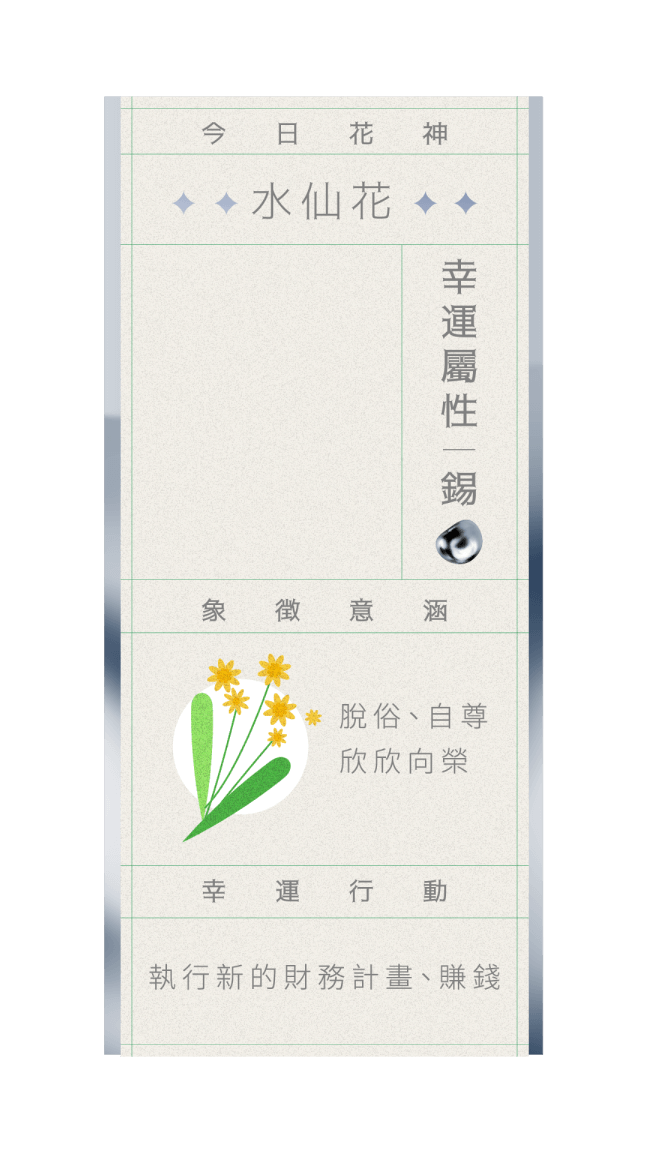 今日花神
水仙花
幸運屬性｜錫
象徵意涵
脫俗、自尊
欣欣向榮
幸運行動
執行新的財務計畫、賺錢